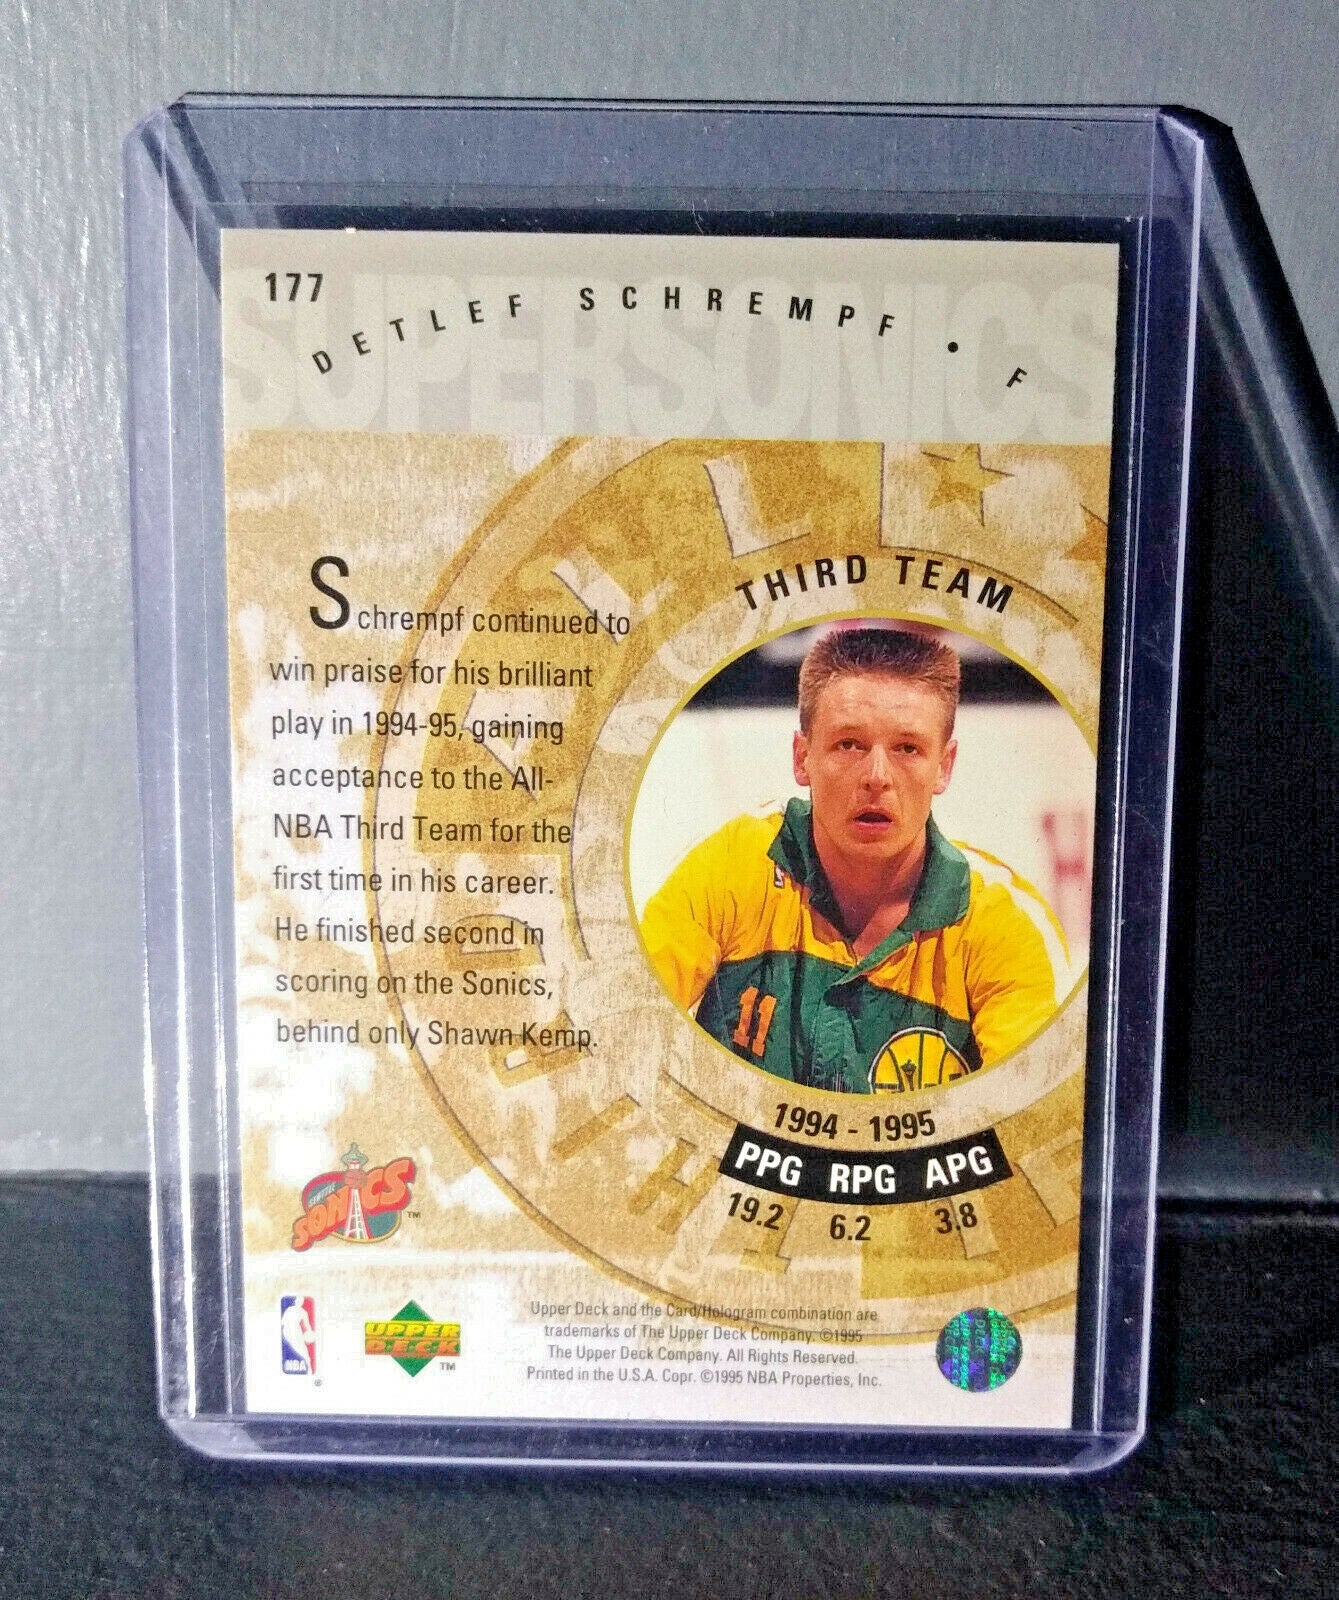 177
DETLEF SCHREMPF • F
SUPERSONICS
Schrempf continued to
win praise for his brilliant
play in 1994-95, gaining
acceptance to the All-
NBA Third Team for the
first time in his career.
He finished second in
scoring on the Sonics,
behind only Shawn Kemp.
THIRD TEAM
11
1994 - 1995
PPG RPG APG
19.2 6.2 3.8
SEATTLE
SONICS
TM
NBA
®
UPPER
DECK
TM
Upper Deck and the Card/Hologram combination are
trademarks of The Upper Deck Company. ©1995
The Upper Deck Company. All Rights Reserved.
Printed in the U.S.A. Copr. ©1995 NBA Properties, Inc.